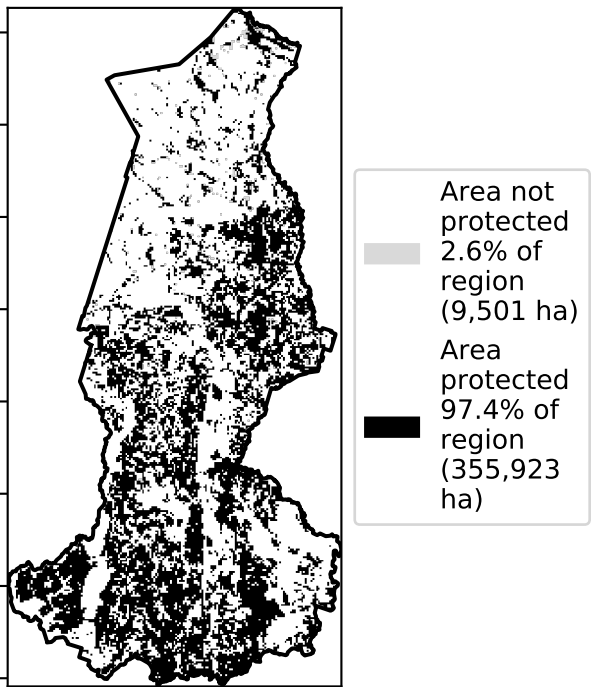 Area not
protected
2.6% of
region
(9,501 ha)
Area
protected
97.4% of
region
(355,923
ha)